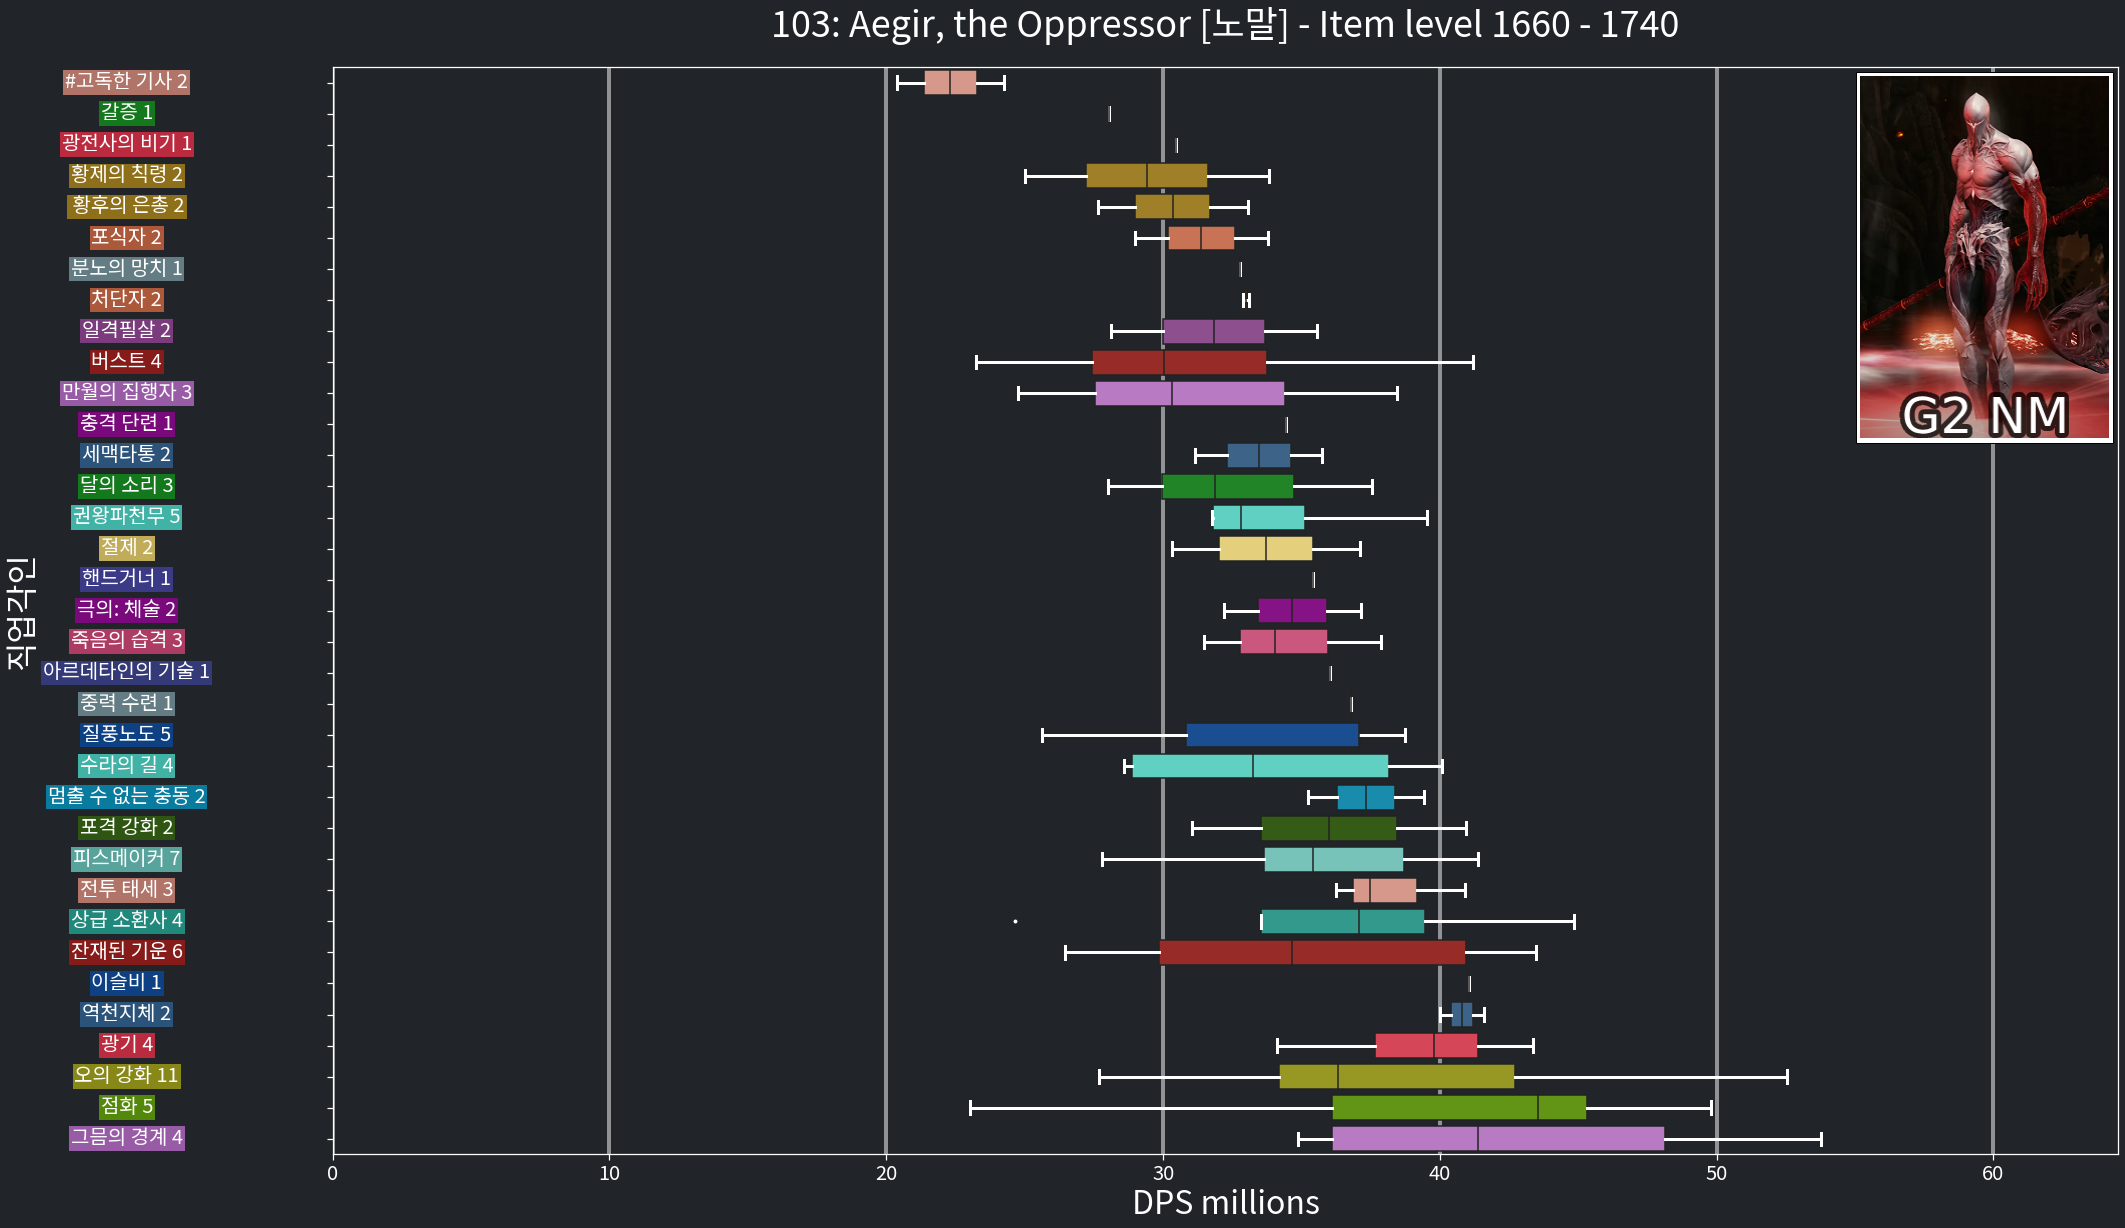 103: Aegir, the Oppressor [노말] - Item level 1660 - 1740
#고독한 기사 2
갈증 1
광전사의 비기 1
황제의 칙령 2
황후의 은총 2
포식자 2
분노의 망치 1
처단자 2
일격필살 2
버스트 4
만월의 집행자 3
충격 단련 1
세맥타통 2
달의 소리 3
권왕파천무 5
절제 2
핸드거너 1
극의: 체술 2
죽음의 습격 3
아르데타인의 기술 1
중력 수련 1
질풍노도 5
수라의 길 4
멈출 수 없는 충동 2
포격 강화 2
피스메이커 7
전투 태세 3
상급 소환사 4
잔재된 기운 6
이슬비 1
역천지체 2
광기 4
오의 강화 11
점화 5
그믐의 경계 4
직업각인
G2 NM
0 10 20 30 40 50 60
DPS millions